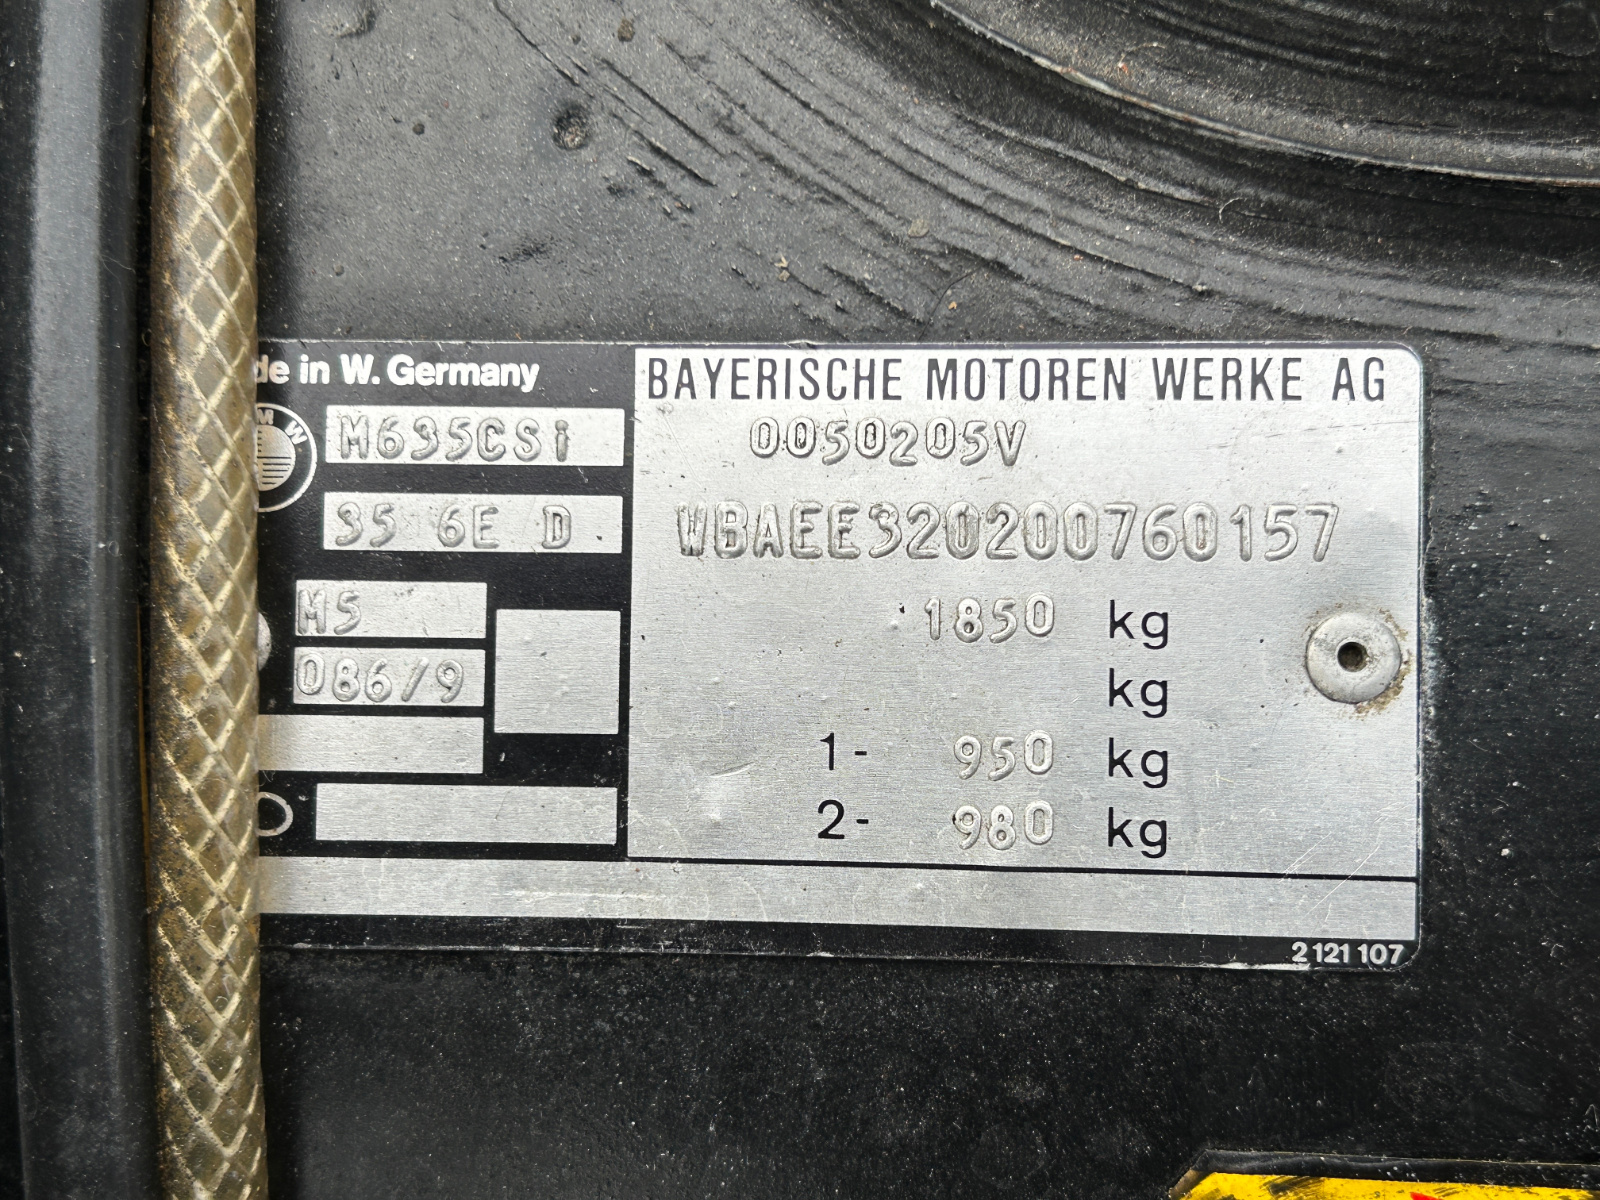 de in W. Germany
BAYERISCHE MOTOREN WERKE AG
M W
M635CSi
0050205V
35 6E D
WBAEE320200760157
M5
1850 kg
086/9
kg
1- 950 kg
2- 980 kg
2 121 107